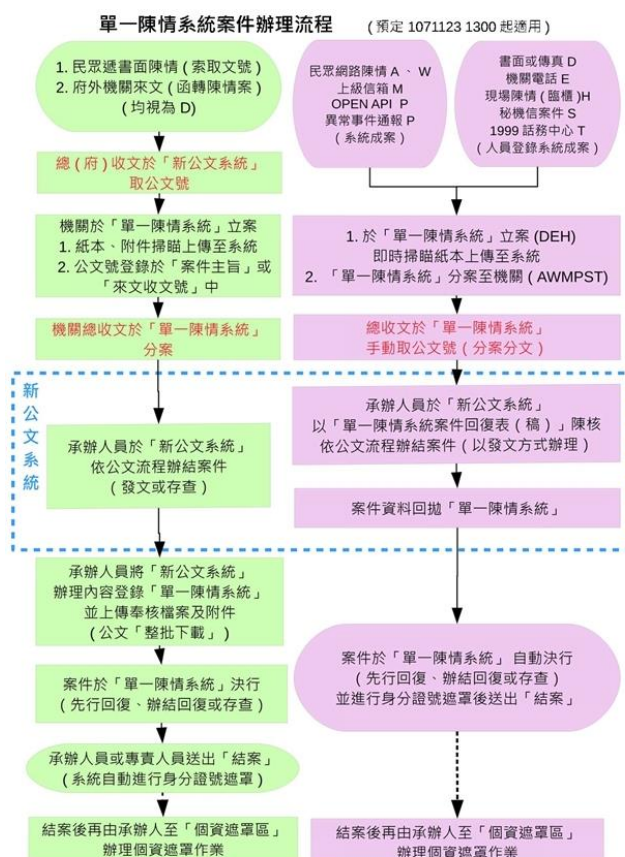 單一陳情系統案件辦理流程 (預定 1071123 1300 起適用)
1. 民眾遞書面陳情 (索取文號)
2. 府外機關來文 (函轉陳情案)
(均視為 D)
總 (府) 收文於「新公文系統」
取公文號
機關於「單一陳情系統」立案
1. 紙本、附件掃瞄上傳至系統
2. 公文號登錄於「案件主旨」或
「來文收文號」中
機關總收文於「單一陳情系統」
分案
民眾網路陳情 A 、 W
上級信箱 M
OPEN API P
異常事件通報 P
(系統成案)
書面或傳真 D
機關電話 E
現場陳情 (臨櫃)H
秘機信案件 S
1999 話務中心 T
(人員登錄系統成案)
1. 於「單一陳情系統」立案 (DEH)
即時掃瞄紙本上傳至系統
2. 「單一陳情系統」分案至機關 (AWMPST)
總收文於「單一陳情系統」
手動取公文號 (分案分文)
新公文系統
承辦人員於「新公文系統」
依公文流程辦結案件
(發文或存查)
承辦人員於「新公文系統」
以「單一陳情系統案件回復表 (稿)」陳核
依公文流程辦結案件 (以發文方式辦理)
案件資料回拋「單一陳情系統」
承辦人員將「新公文系統」
辦理內容登錄「單一陳情系統」
並上傳奉核檔案及附件
(公文「整批下載」)
案件於「單一陳情系統」決行
(先行回復、辦結回復或存查)
承辦人員或專責人員送出「結案」
(系統自動進行身分證號遮罩)
結案後再由承辦人至「個資遮罩區」
辦理個資遮罩作業
案件於「單一陳情系統」自動決行
(先行回復、辦結回復或存查)
並進行身分證號遮罩後送出「結案」
結案後再由承辦人至「個資遮罩區」
辦理個資遮罩作業